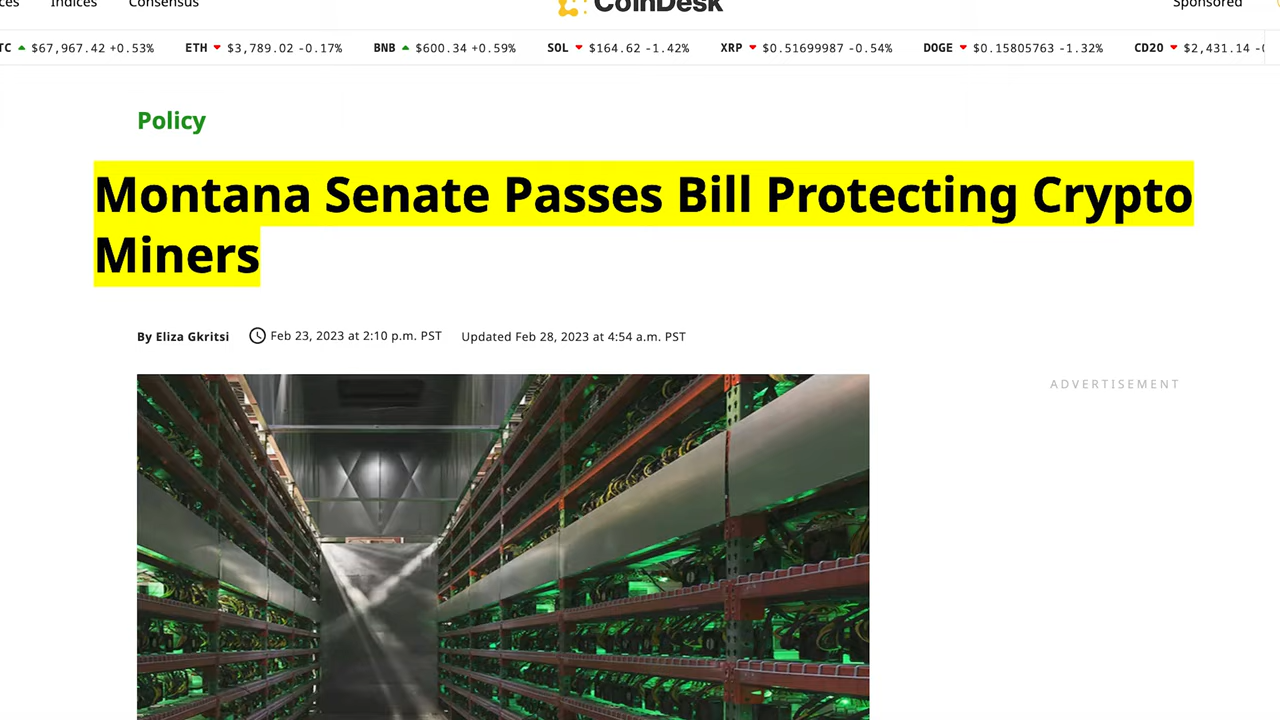 Indices
Consensus
CoinDesk
Sponsored
$67,967.42 +0.53% ETH $3,789.02 -0.17% BNB $600.34 +0.59% SOL $164.62 -1.42% XRP $0.51699987 -0.54% DOGE $0.15805763 -1.32% CD20 $2,431.14
Policy
Montana Senate Passes Bill Protecting Crypto
Miners
By Eliza Gkritsi Feb 23, 2023 at 2:10 p.m. PST Updated Feb 28, 2023 at 4:54 a.m. PST
ADVERTISEMENT